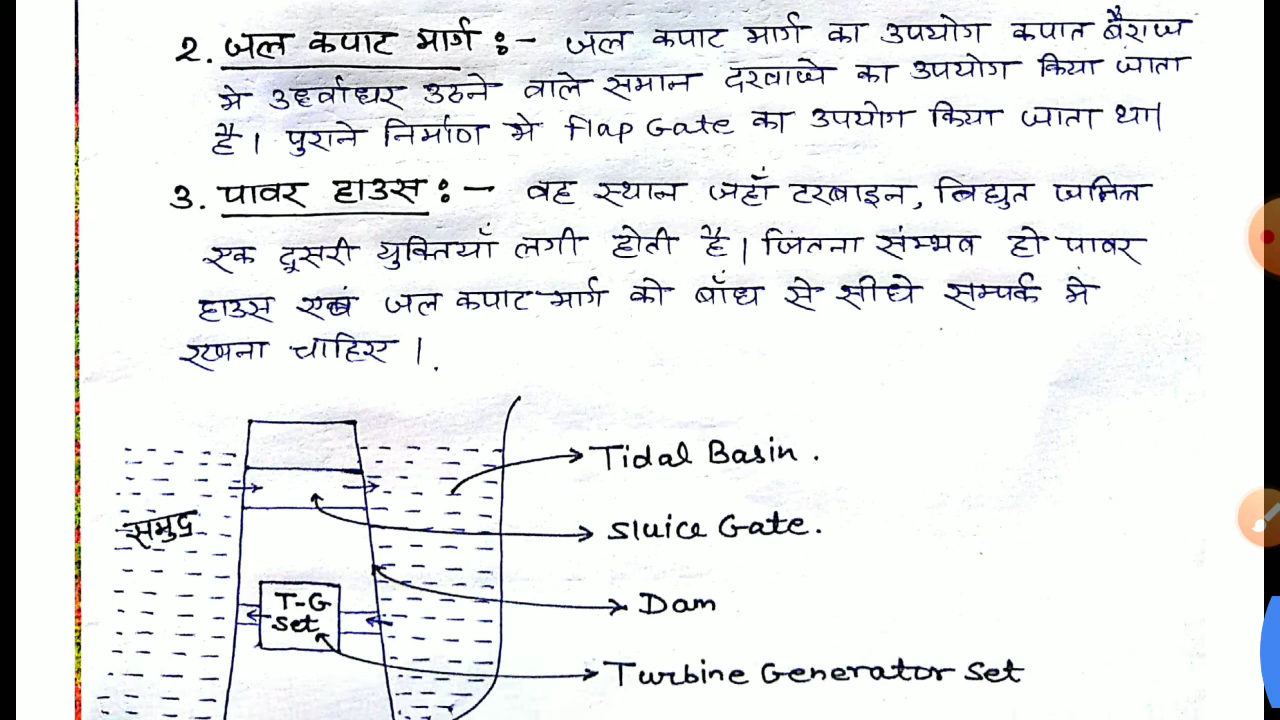 2. जल कपाट मार्ग :- जल कपाट मार्ग का उपयोग कपात बैराज
मे उर्ध्वाधर उठने वाले समान दरवाजे का उपयोग किया जाता
है। पुराने निर्माण मे Flap Gate का उपयोग किया जाता था।
3. पावर हाउस :- वह स्थान जहाँ टरबाइन, विद्युत जनित्र
एक दूसरी युक्तियाँ लगी होती है। जितना संम्भव हो पावर
हाउस एवं जल कपाट मार्ग को बाँध से सीधे सम्पर्क मे
रखना चाहिए।
Tidal Basin.
समुद्र
Sluice Gate.
T-G
Set
Dam
Turbine Generator Set